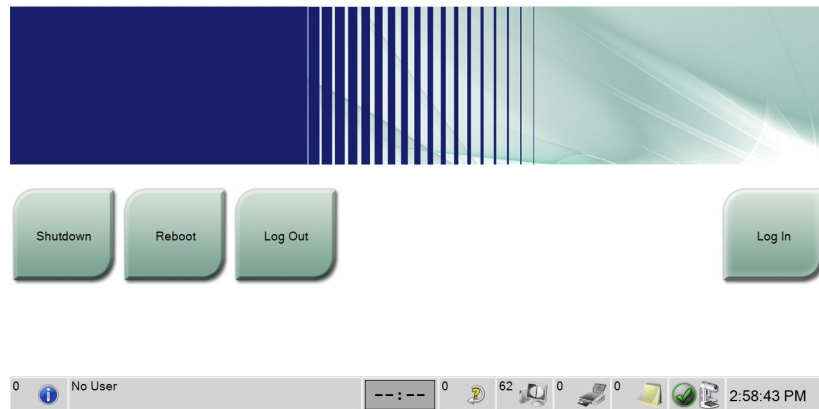 Shutdown
Reboot
Log Out
Log In
0
No User
--:--
0
62
0
0
2:58:43 PM